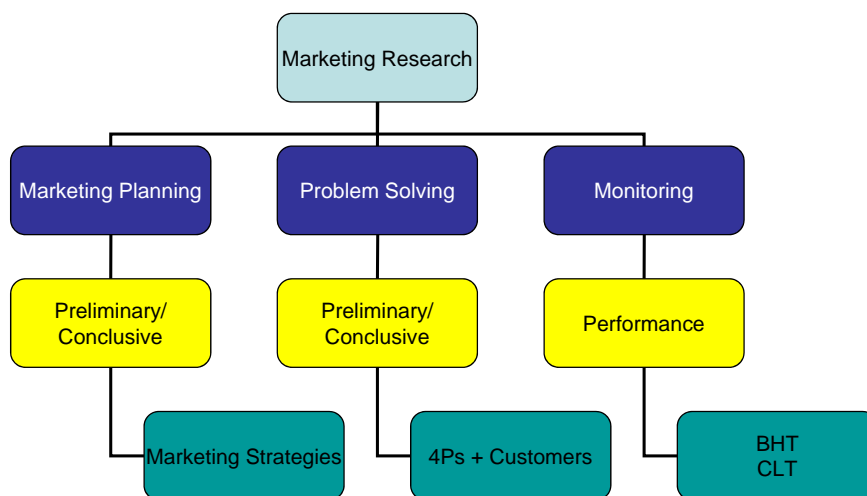 Marketing Research
Marketing Planning
Problem Solving
Monitoring
Preliminary/
Conclusive
Preliminary/
Conclusive
Performance
Marketing Strategies
4Ps + Customers
BHT
CLT